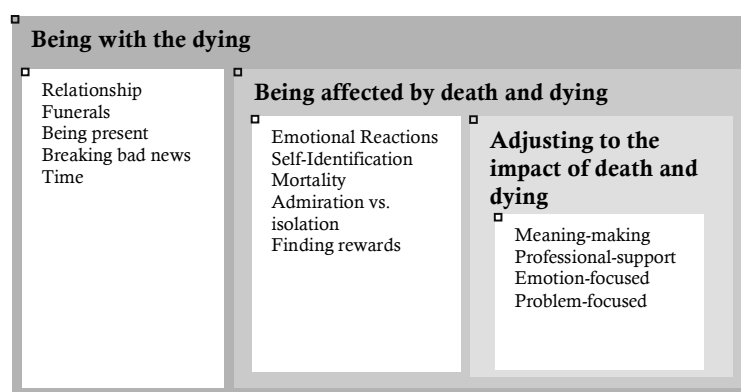 Being with the dying
Relationship
Funerals
Being present
Breaking bad news
Time
Being affected by death and dying
Emotional Reactions
Self-Identification
Mortality
Admiration vs.
isolation
Finding rewards
Adjusting to the
impact of death and
dying
Meaning-making
Professional-support
Emotion-focused
Problem-focused